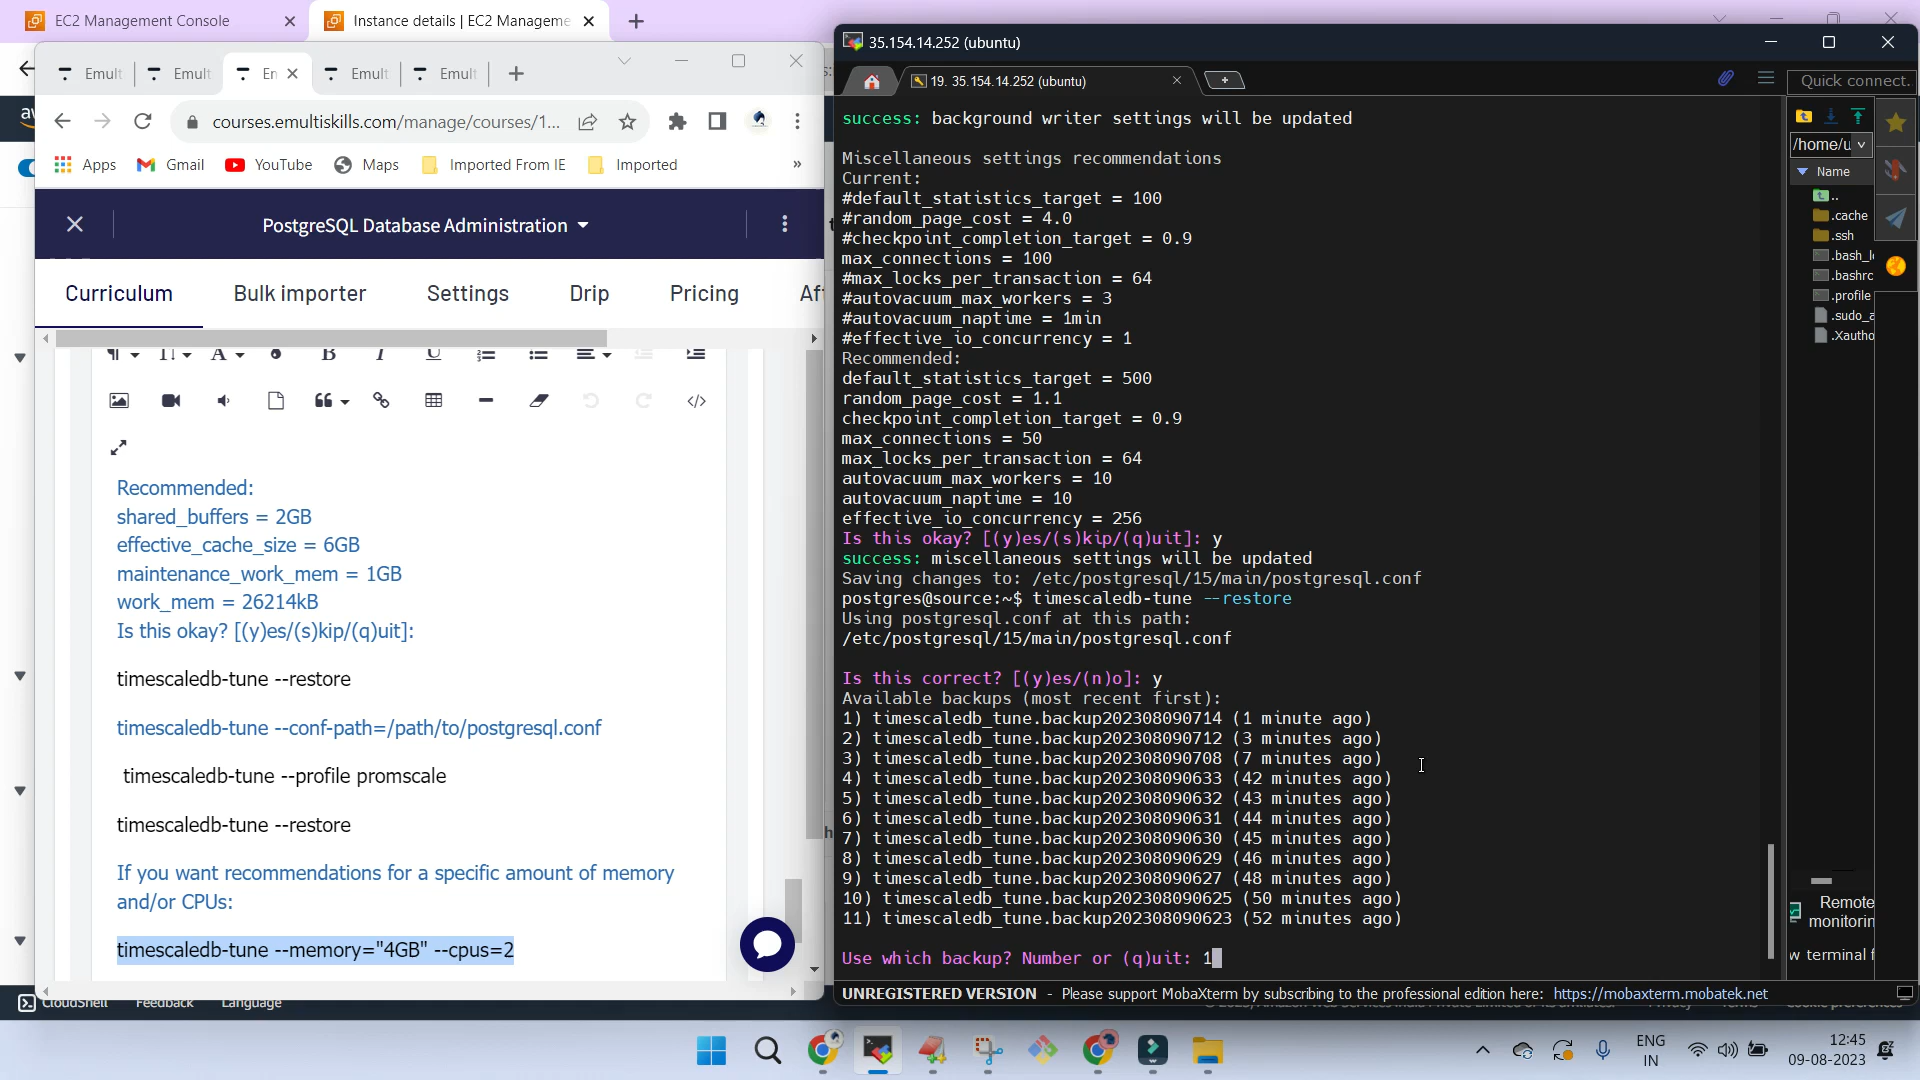 EC2 Management Console
Instance details | EC2 Manageme
Emult
Emult
En
Emult
Emult
courses.emultiskills.com/manage/courses/1...
Apps
Gmail
YouTube
Maps
Imported From IE
Imported
»
PostgreSQL Database Administration
Curriculum
Bulk importer
Settings
Drip
Pricing
Af
Recommended:
shared_buffers = 2GB
effective_cache_size = 6GB
maintenance_work_mem = 1GB
work_mem = 26214kB
Is this okay? [(y)es/(s)kip/(q)uit]:
timescaledb-tune --restore
timescaledb-tune --conf-path=/path/to/postgresql.conf
timescaledb-tune --profile promscale
timescaledb-tune --restore
If you want recommendations for a specific amount of memory
and/or CPUs:
timescaledb-tune --memory="4GB" --cpus=2
CloudShell
Feedback
Language
35.154.14.252 (ubuntu)
19. 35.154.14.252 (ubuntu)
Quick connect.
success: background writer settings will be updated
Miscellaneous settings recommendations
Current:
#default_statistics_target = 100
#random_page_cost = 4.0
#checkpoint_completion_target = 0.9
max_connections = 100
#max_locks_per_transaction = 64
#autovacuum_max_workers = 3
#autovacuum_naptime = 1min
#effective_io_concurrency = 1
Recommended:
default_statistics_target = 500
random_page_cost = 1.1
checkpoint_completion_target = 0.9
max_connections = 50
max_locks_per_transaction = 64
autovacuum_max_workers = 10
autovacuum_naptime = 10
effective_io_concurrency = 256
Is this okay? [(y)es/(s)kip/(q)uit]: y
success: miscellaneous settings will be updated
Saving changes to: /etc/postgresql/15/main/postgresql.conf
postgres@source:~$ timescaledb-tune --restore
Using postgresql.conf at this path:
/etc/postgresql/15/main/postgresql.conf
Is this correct? [(y)es/(n)o]: y
Available backups (most recent first):
1) timescaledb_tune.backup202308090714 (1 minute ago)
2) timescaledb_tune.backup202308090712 (3 minutes ago)
3) timescaledb_tune.backup202308090708 (7 minutes ago)
4) timescaledb_tune.backup202308090633 (42 minutes ago)
5) timescaledb_tune.backup202308090632 (43 minutes ago)
6) timescaledb_tune.backup202308090631 (44 minutes ago)
7) timescaledb_tune.backup202308090630 (45 minutes ago)
8) timescaledb_tune.backup202308090629 (46 minutes ago)
9) timescaledb_tune.backup202308090627 (48 minutes ago)
10) timescaledb_tune.backup202308090625 (50 minutes ago)
11) timescaledb_tune.backup202308090623 (52 minutes ago)
Use which backup? Number or (q)uit: 1
/home/u
Name
..
.cache
.ssh
.bash_l
.bashrc
.profile
.sudo_a
.Xautho
Remote
monitorin
w terminal f
UNREGISTERED VERSION - Please support MobaXterm by subscribing to the professional edition here: https://mobaxterm.mobatek.net
ENG
IN
12:45
09-08-2023